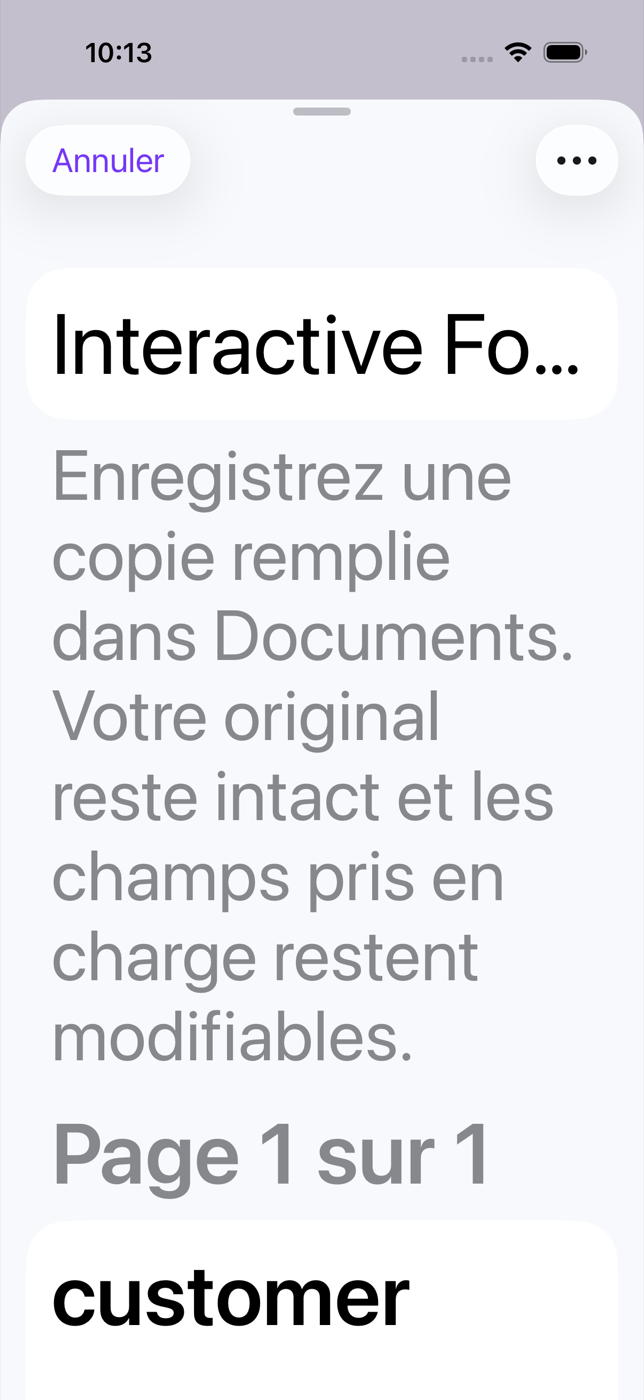 10:13
Annuler
Interactive Fo...
Enregistrez une
copie remplie
dans Documents.
Votre original
reste intact et les
champs pris en
charge restent
modifiables.
Page 1 sur 1
customer